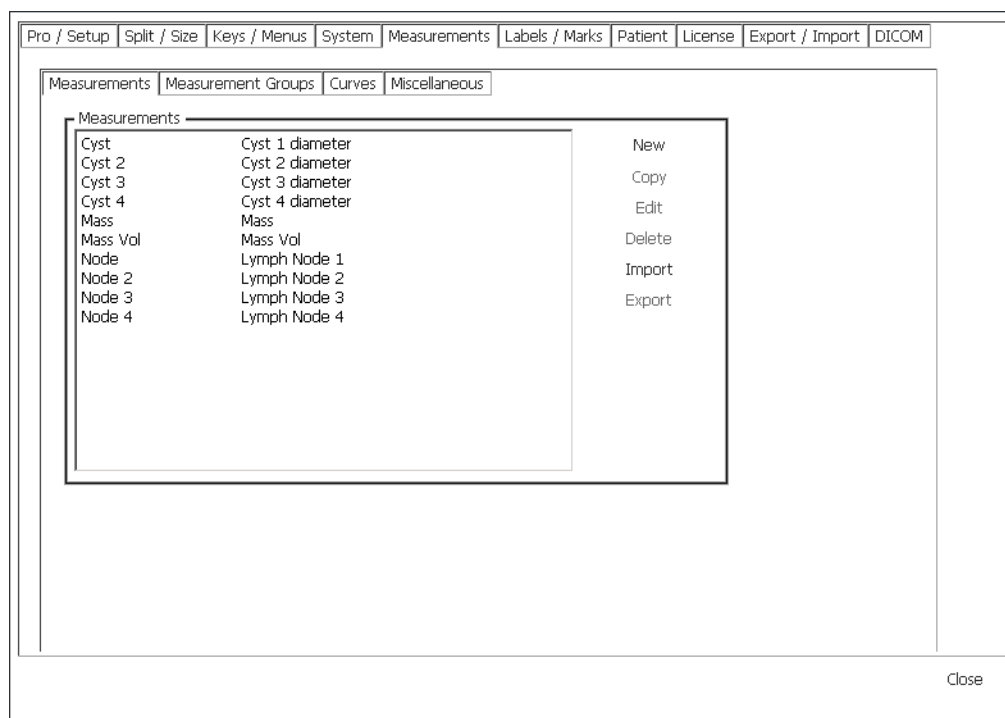 Pro / Setup Split / Size Keys / Menus System Measurements Labels / Marks Patient License Export / Import DICOM
Measurements Measurement Groups Curves Miscellaneous
Measurements
Cyst Cyst 1 diameter
Cyst 2 Cyst 2 diameter
Cyst 3 Cyst 3 diameter
Cyst 4 Cyst 4 diameter
Mass Mass
Mass Vol Mass Vol
Node Lymph Node 1
Node 2 Lymph Node 2
Node 3 Lymph Node 3
Node 4 Lymph Node 4
New
Copy
Edit
Delete
Import
Export
Close